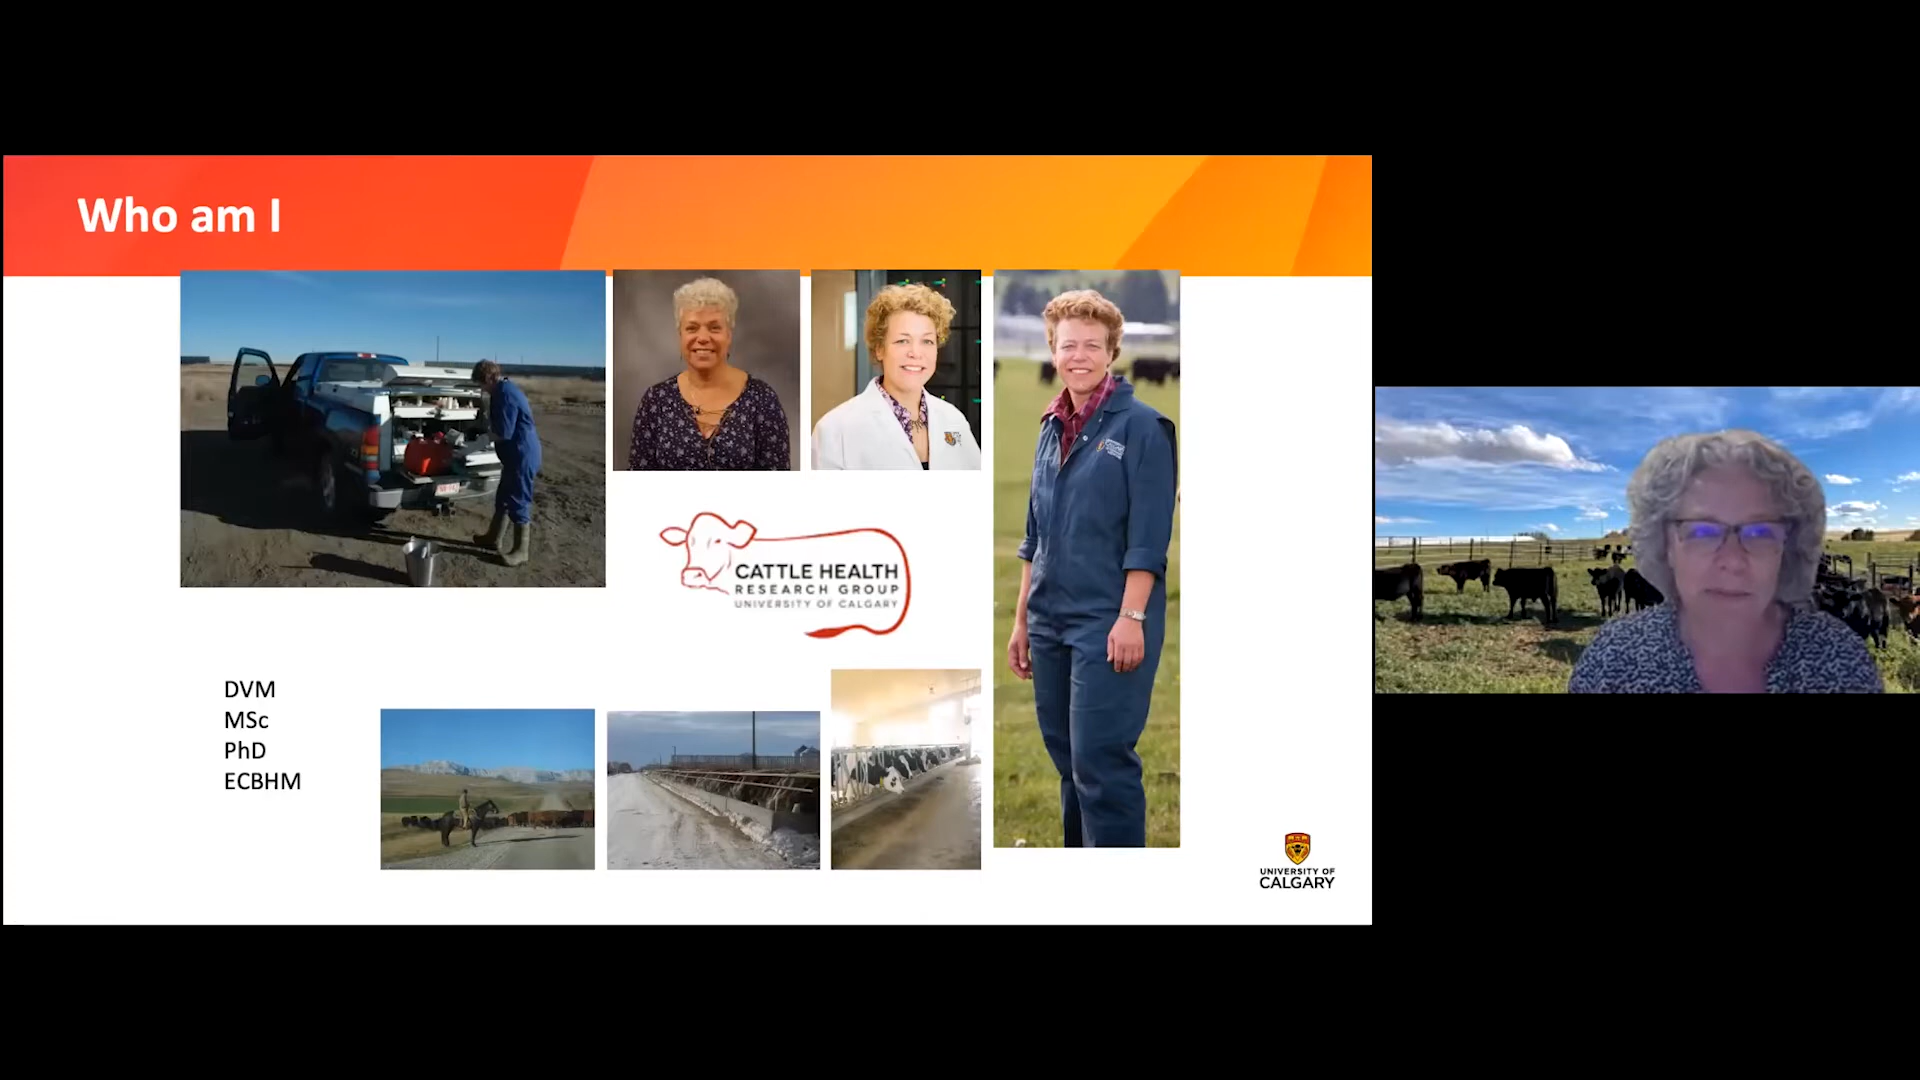 Who am I
CATTLE HEALTH
RESEARCH GROUP
UNIVERSITY OF CALGARY
DVM
MSc
PhD
ECBHM
UNIVERSITY OF
CALGARY